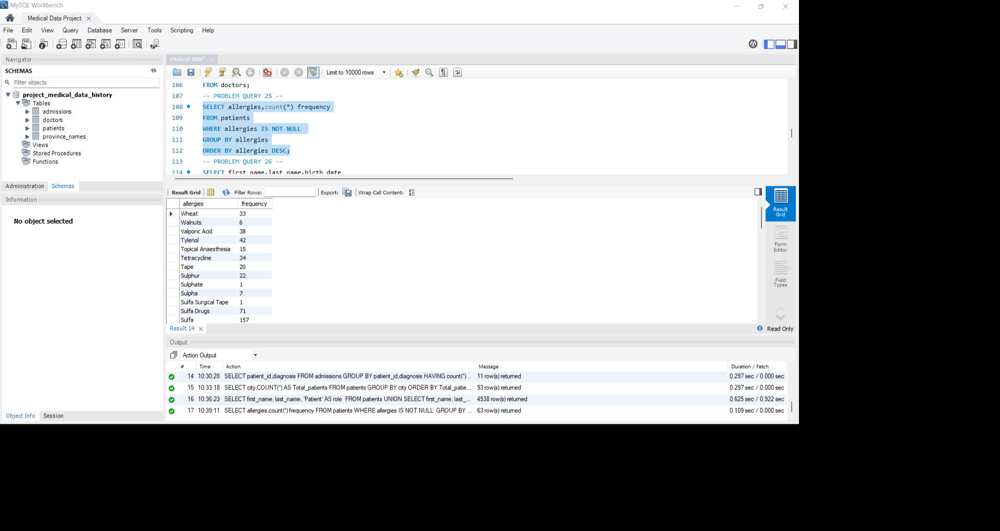 MySQL Workbench
Medical Data Project
File Edit View Query Database Server Tools Scripting Help
Navigator
SCHEMAS
Filter objects
project_medical_data_history
Tables
admissions
doctors
patients
province_names
Views
Stored Procedures
Functions
Administration Schemas
Information
No object selected
Object Info Session
medical data*
Limit to 10000 rows
106 FROM doctors;
107 -- PROBLEM QUERY 25 --
108 SELECT allergies,count(*) frequency
109 FROM patients
110 WHERE allergies IS NOT NULL
111 GROUP BY allergies
112 ORDER BY allergies DESC;
113 -- PROBLEM QUERY 26 --
114 SELECT first_name,last_name,birth_date
Result Grid Filter Rows: Export: Wrap Cell Content:
allergies frequency
Wheat 33
Walnuts 6
Valporic Acid 38
Tylenol 42
Topical Anaesthesia 15
Tetracycline 34
Tape 20
Sulphur 22
Sulphate 1
Sulpha 7
Sulfa Surgical Tape 1
Sulfa Drugs 71
Sulfa 157
Result Grid
Form Editor
Field Types
Result 14
Read Only
Output
Action Output
# Time Action Message Duration / Fetch
14 10:30:28 SELECT patient_id,diagnosis FROM admissions GROUP BY patient_id,diagnosis HAVING count(*)... 11 row(s) returned 0.297 sec / 0.000 sec
15 10:33:18 SELECT city,COUNT(*) AS Total_patients FROM patients GROUP BY city ORDER BY Total_patie... 93 row(s) returned 0.297 sec / 0.000 sec
16 10:36:23 SELECT first_name, last_name, 'Patient' AS role FROM patients UNION SELECT first_name, last_... 4538 row(s) returned 0.625 sec / 0.922 sec
17 10:39:11 SELECT allergies,count(*) frequency FROM patients WHERE allergies IS NOT NULL GROUP BY ... 63 row(s) returned 0.109 sec / 0.000 sec